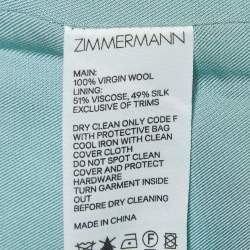 ZIMMERMANN
MAIN:
100% VIRGIN WOOL
LINING:
51% VISCOSE, 49% SILK
EXCLUSIVE OF TRIMS
DRY CLEAN ONLY CODE F
WITH PROTECTIVE BAG
COOL IRON WITH CLEAN
COVER CLOTH
DO NOT SPOT CLEAN
COVER AND PROTECT
HARDWARE
TURN GARMENT INSIDE
OUT
BEFORE DRY CLEANING
MADE IN CHINA